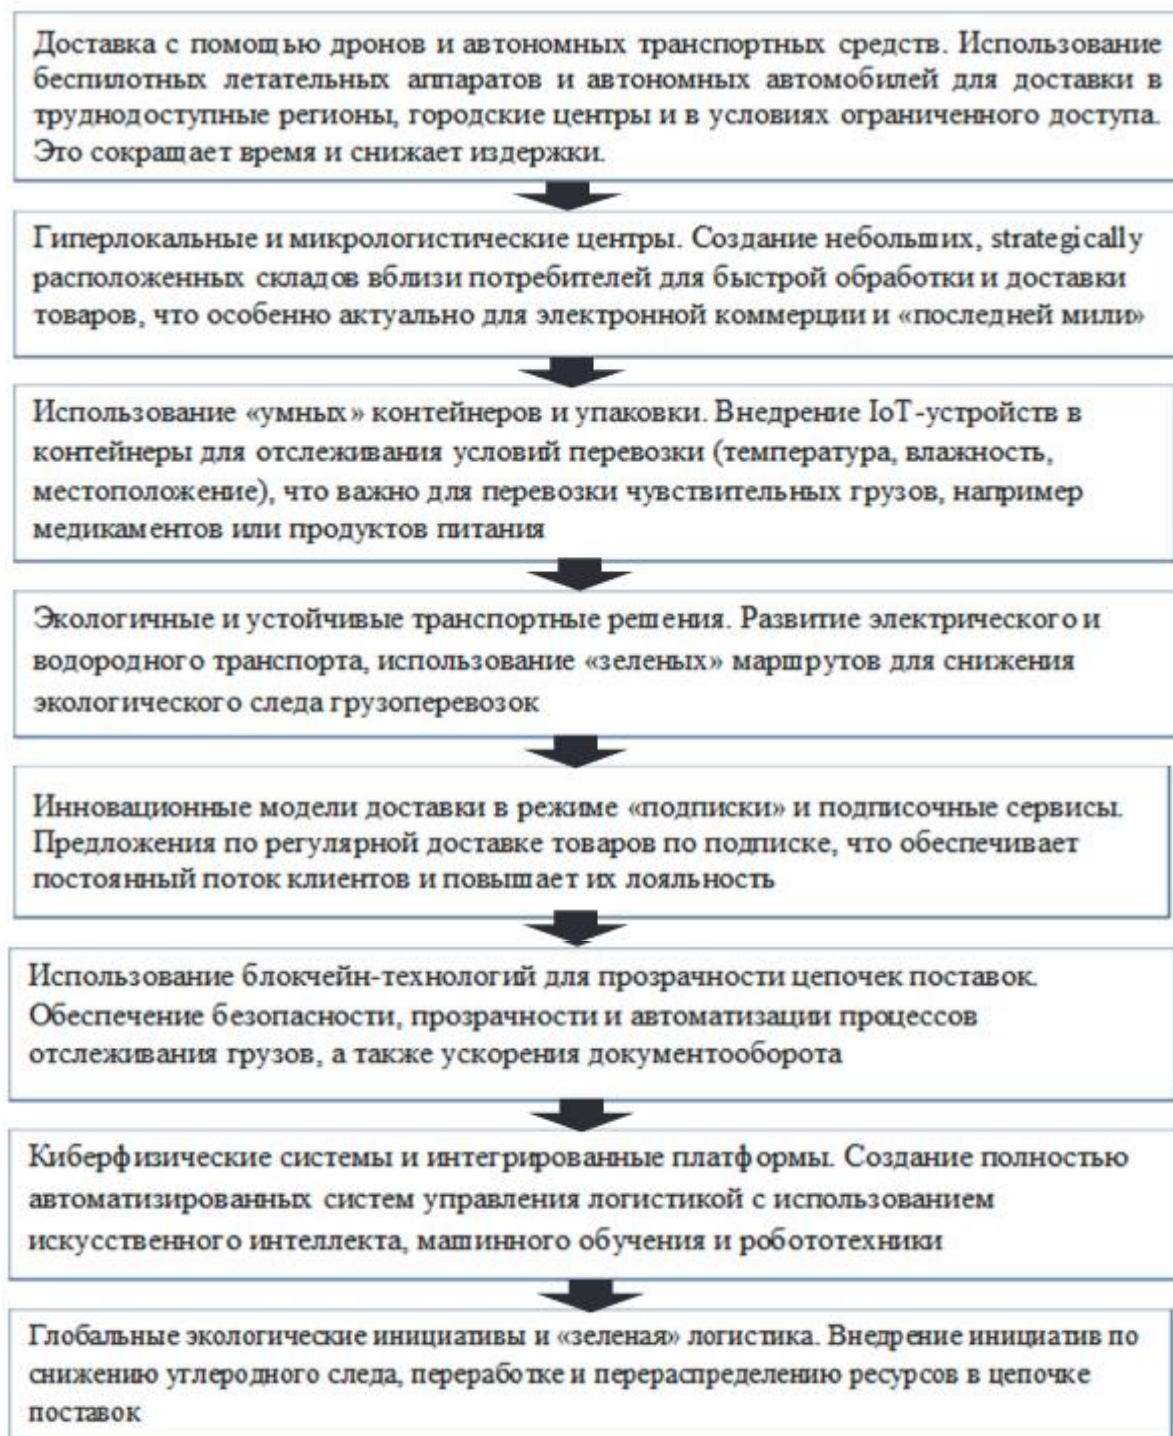 Доставка с помощью дронов и автономных транспортных средств. Использование
беспилотных летательных аппаратов и автономных автомобилей для доставки в
труднодоступные регионы, городские центры и в условиях ограниченного доступа.
Это сокращает время и снижает издержки.
Гиперлокальные и микрологистические центры. Создание небольших, strategically
расположенных складов вблизи потребителей для быстрой обработки и доставки
товаров, что особенно актуально для электронной коммерции и «последней мили»
Использование «умных» контейнеров и упаковки. Внедрение IoT-устройств в
контейнеры для отслеживания условий перевозки (температура, влажность,
местоположение), что важно для перевозки чувствительных грузов, например
медикаментов или продуктов питания
Экологичные и устойчивые транспортные решения. Развитие электрического и
водородного транспорта, использование «зеленых» маршрутов для снижения
экологического следа грузоперевозок
Инновационные модели доставки в режиме «подписки» и подписочные сервисы.
Предложения по регулярной доставке товаров по подписке, что обеспечивает
постоянный поток клиентов и повышает их лояльность
Использование блокчейн-технологий для прозрачности цепочек поставок.
Обеспечение безопасности, прозрачности и автоматизации процессов
отслеживания грузов, а также ускорения документооборота
Киберфизические системы и интегрированные платформы. Создание полностью
автоматизированных систем управления логистикой с использованием
искусственного интеллекта, машинного обучения и робототехники
Глобальные экологические инициативы и «зеленая» логистика. Внедрение инициатив по
снижению углеродного следа, переработке и перераспределению ресурсов в цепочке
поставок